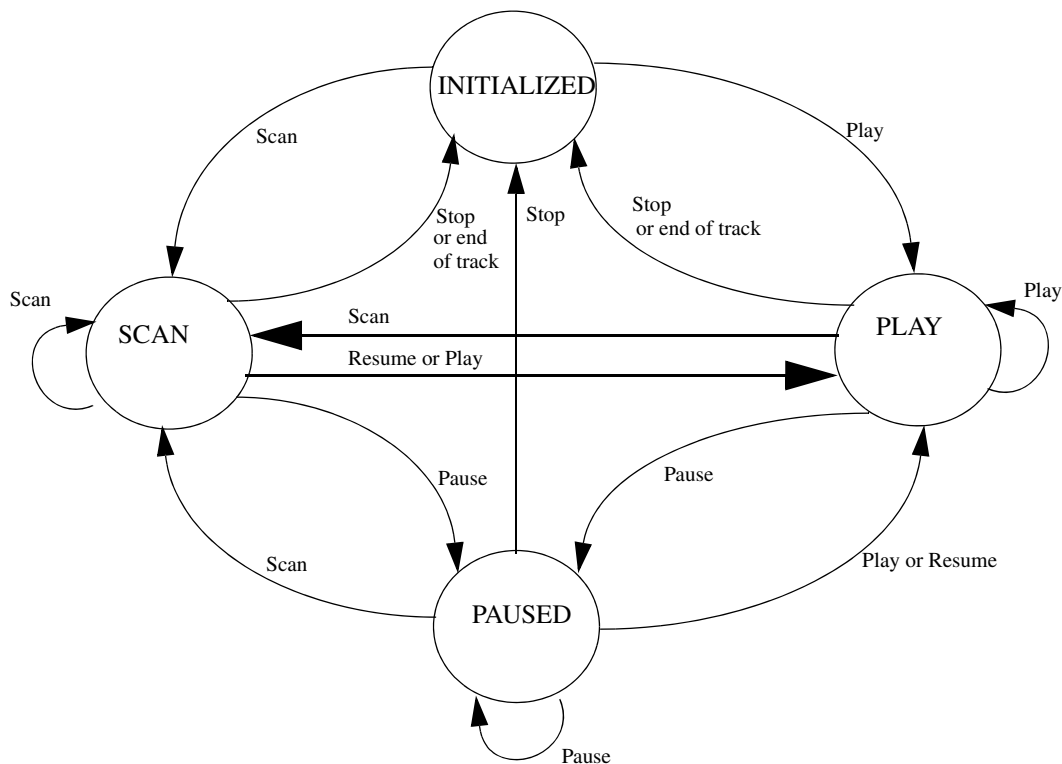 INITIALIZED
Scan
Play
Stop
or end
of track
Stop
Stop
or end of track
Scan
Play
SCAN
PLAY
Scan
Resume or Play
Pause
Pause
Scan
Play or Resume
PAUSED
Pause